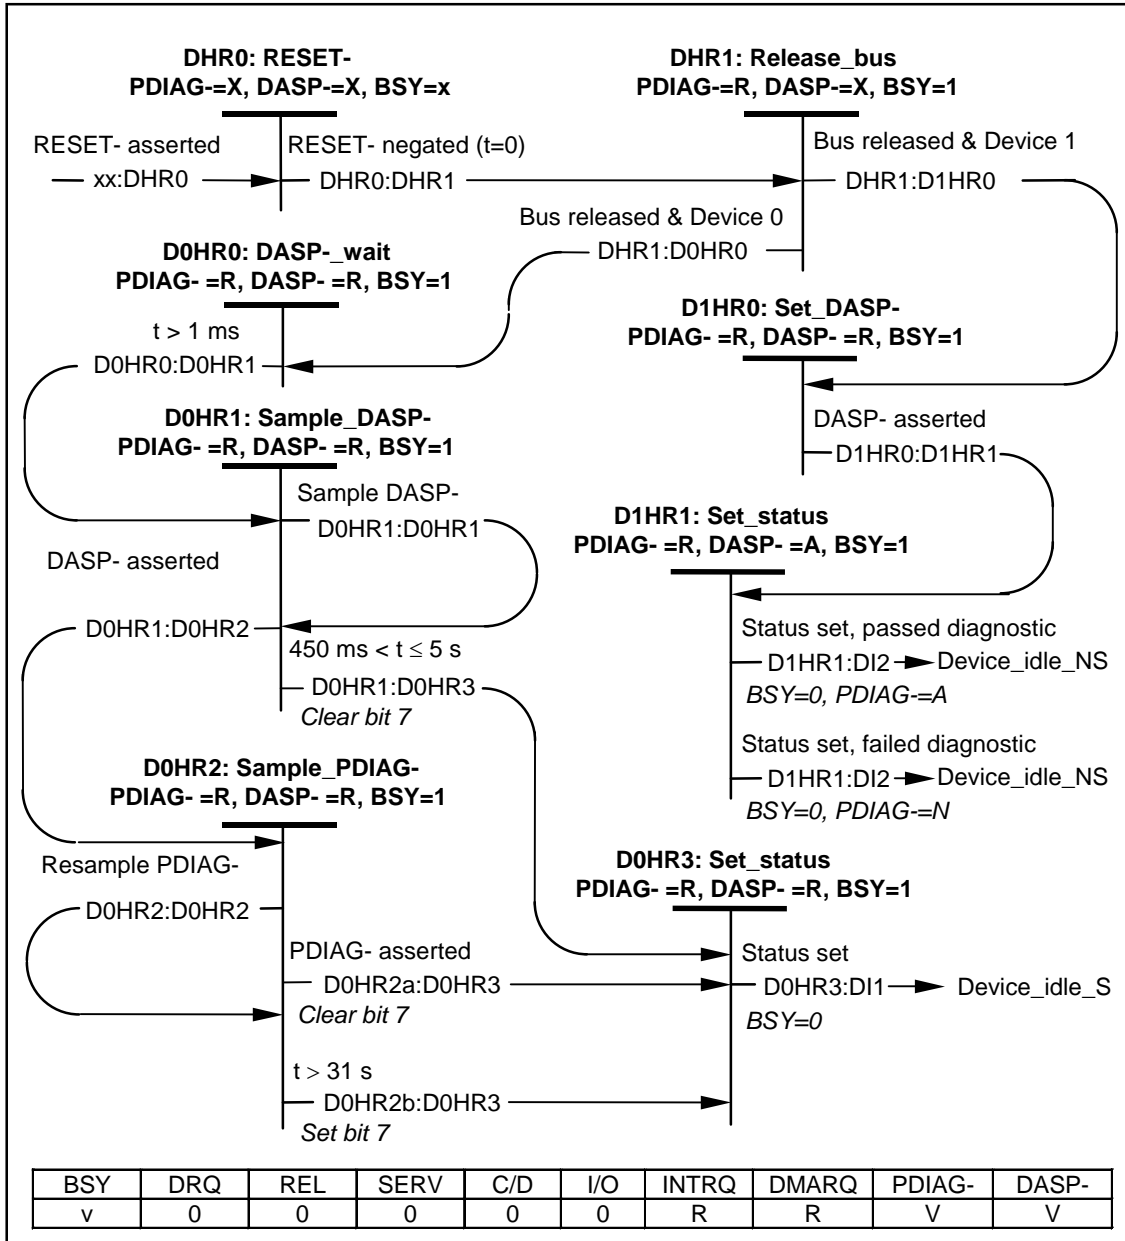 DHR0: RESET-
PDIAG-=X, DASP-=X, BSY=x
RESET- asserted
xx:DHR0
RESET- negated (t=0)
DHR0:DHR1
DHR1: Release_bus
PDIAG-=R, DASP-=X, BSY=1
Bus released & Device 1
DHR1:D1HR0
Bus released & Device 0
DHR1:D0HR0
D0HR0: DASP-_wait
PDIAG- =R, DASP- =R, BSY=1
t > 1 ms
D0HR0:D0HR1
D1HR0: Set_DASP-
PDIAG- =R, DASP- =R, BSY=1
DASP- asserted
D1HR0:D1HR1
D0HR1: Sample_DASP-
PDIAG- =R, DASP- =R, BSY=1
Sample DASP-
D0HR1:D0HR1
DASP- asserted
D0HR1:D0HR2
450 ms < t ≤ 5 s
D0HR1:D0HR3
Clear bit 7
D1HR1: Set_status
PDIAG- =R, DASP- =A, BSY=1
Status set, passed diagnostic
D1HR1:DI2 Device_idle_NS
BSY=0, PDIAG-=A
Status set, failed diagnostic
D1HR1:DI2 Device_idle_NS
BSY=0, PDIAG-=N
D0HR2: Sample_PDIAG-
PDIAG- =R, DASP- =R, BSY=1
Resample PDIAG-
D0HR2:D0HR2
PDIAG- asserted
D0HR2a:D0HR3
Clear bit 7
t > 31 s
D0HR2b:D0HR3
Set bit 7
D0HR3: Set_status
PDIAG- =R, DASP- =R, BSY=1
Status set
D0HR3:DI1 Device_idle_S
BSY=0
BSY DRQ REL SERV C/D I/O INTRQ DMARQ PDIAG- DASP-
v 0 0 0 0 0 R R V V